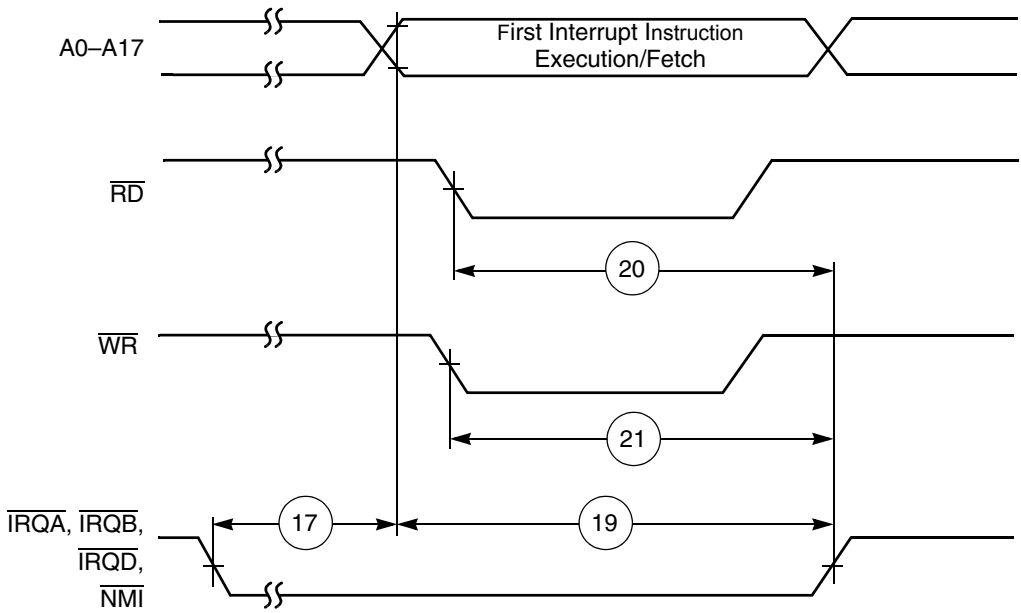 A0–A17
First Interrupt Instruction
Execution/Fetch
RD
20
WR
21
IRQA, IRQB,
IRQD,
NMI
17
19